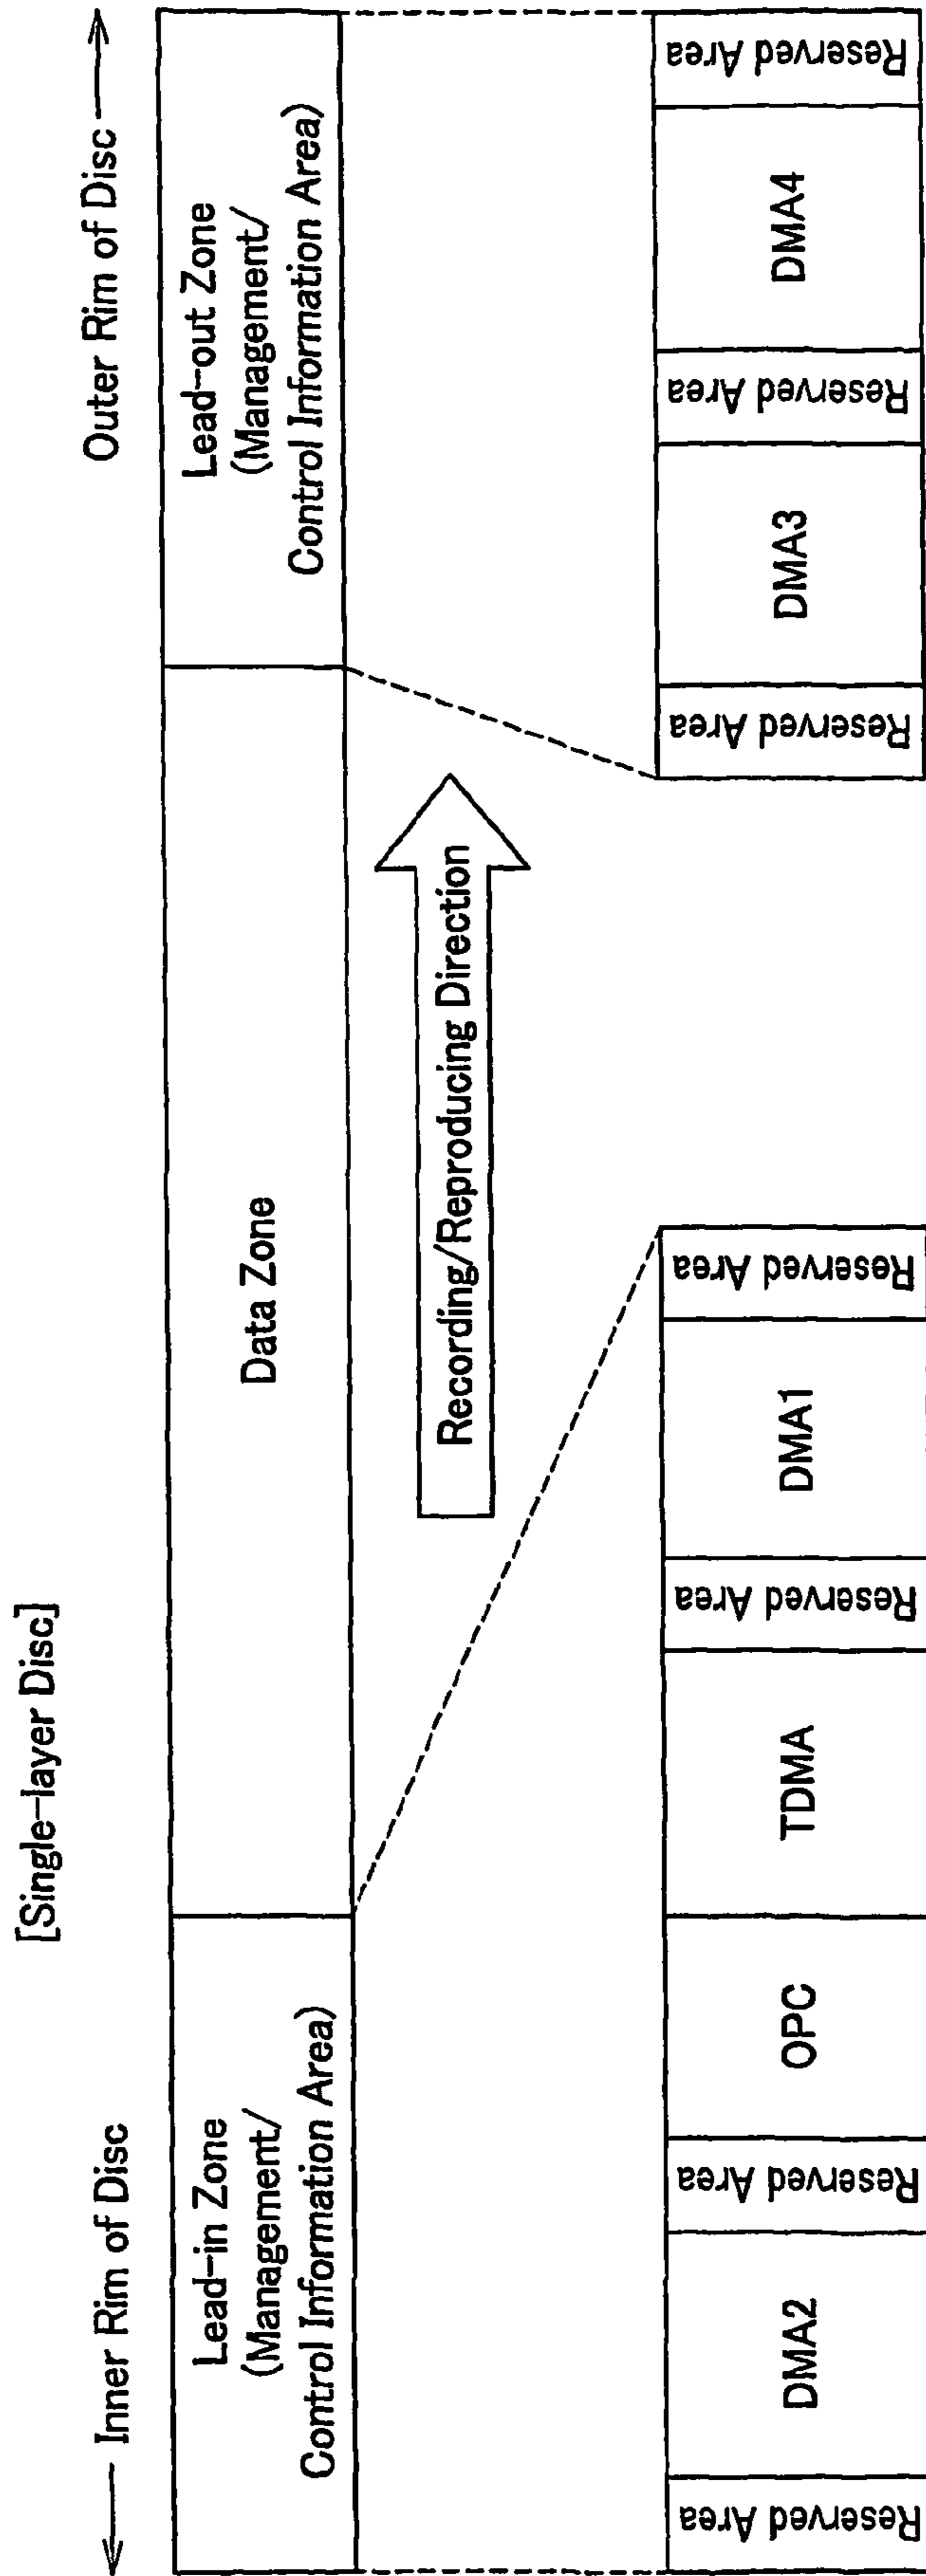 [Single-layer Disc]
Inner Rim of Disc
Outer Rim of Disc
Lead-in Zone
(Management/
Control Information Area)
Data Zone
Lead-out Zone
(Management/
Control Information Area)
Recording/Reproducing Direction
Reserved Area
DMA2
Reserved Area
OPC
TDMA
Reserved Area
DMA1
Reserved Area
Reserved Area
DMA3
Reserved Area
DMA4
Reserved Area